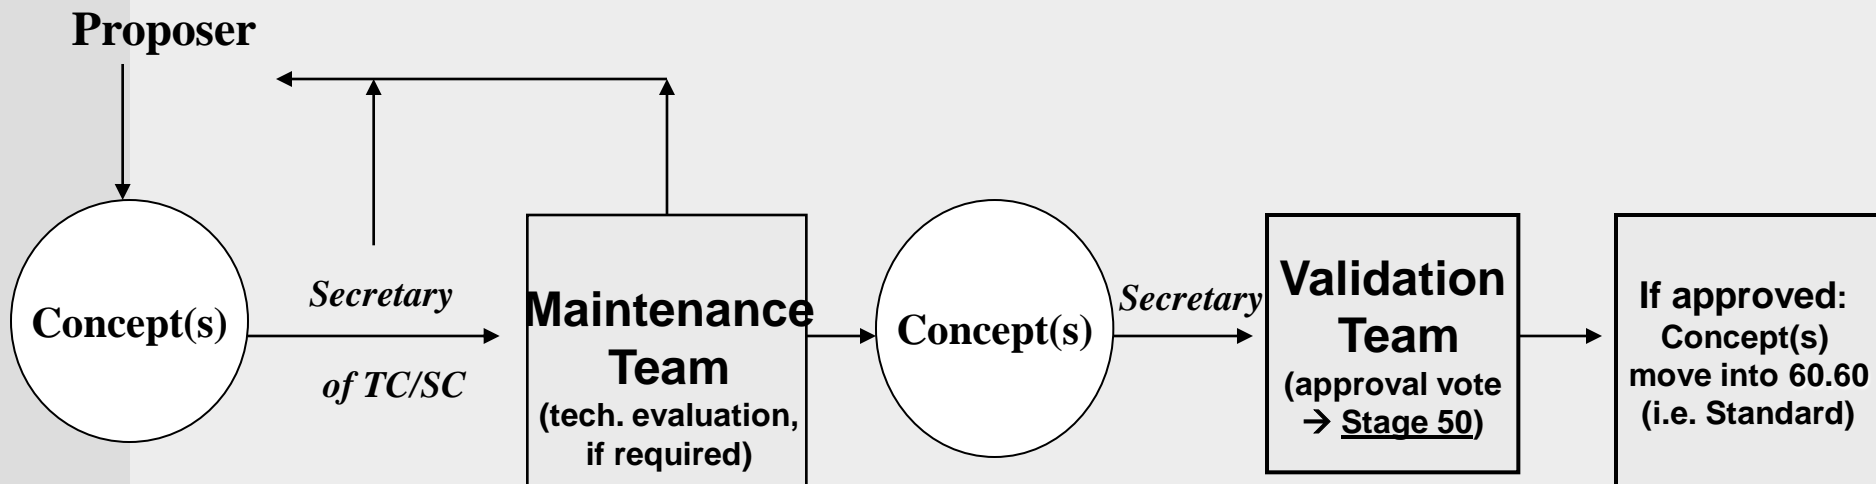 Proposer
Concept(s)
Secretary
of TC/SC
Maintenance
Team
(tech. evaluation,
if required)
Concept(s)
Secretary
Validation
Team
(approval vote
→ Stage 50)
If approved:
Concept(s)
move into 60.60
(i.e. Standard)